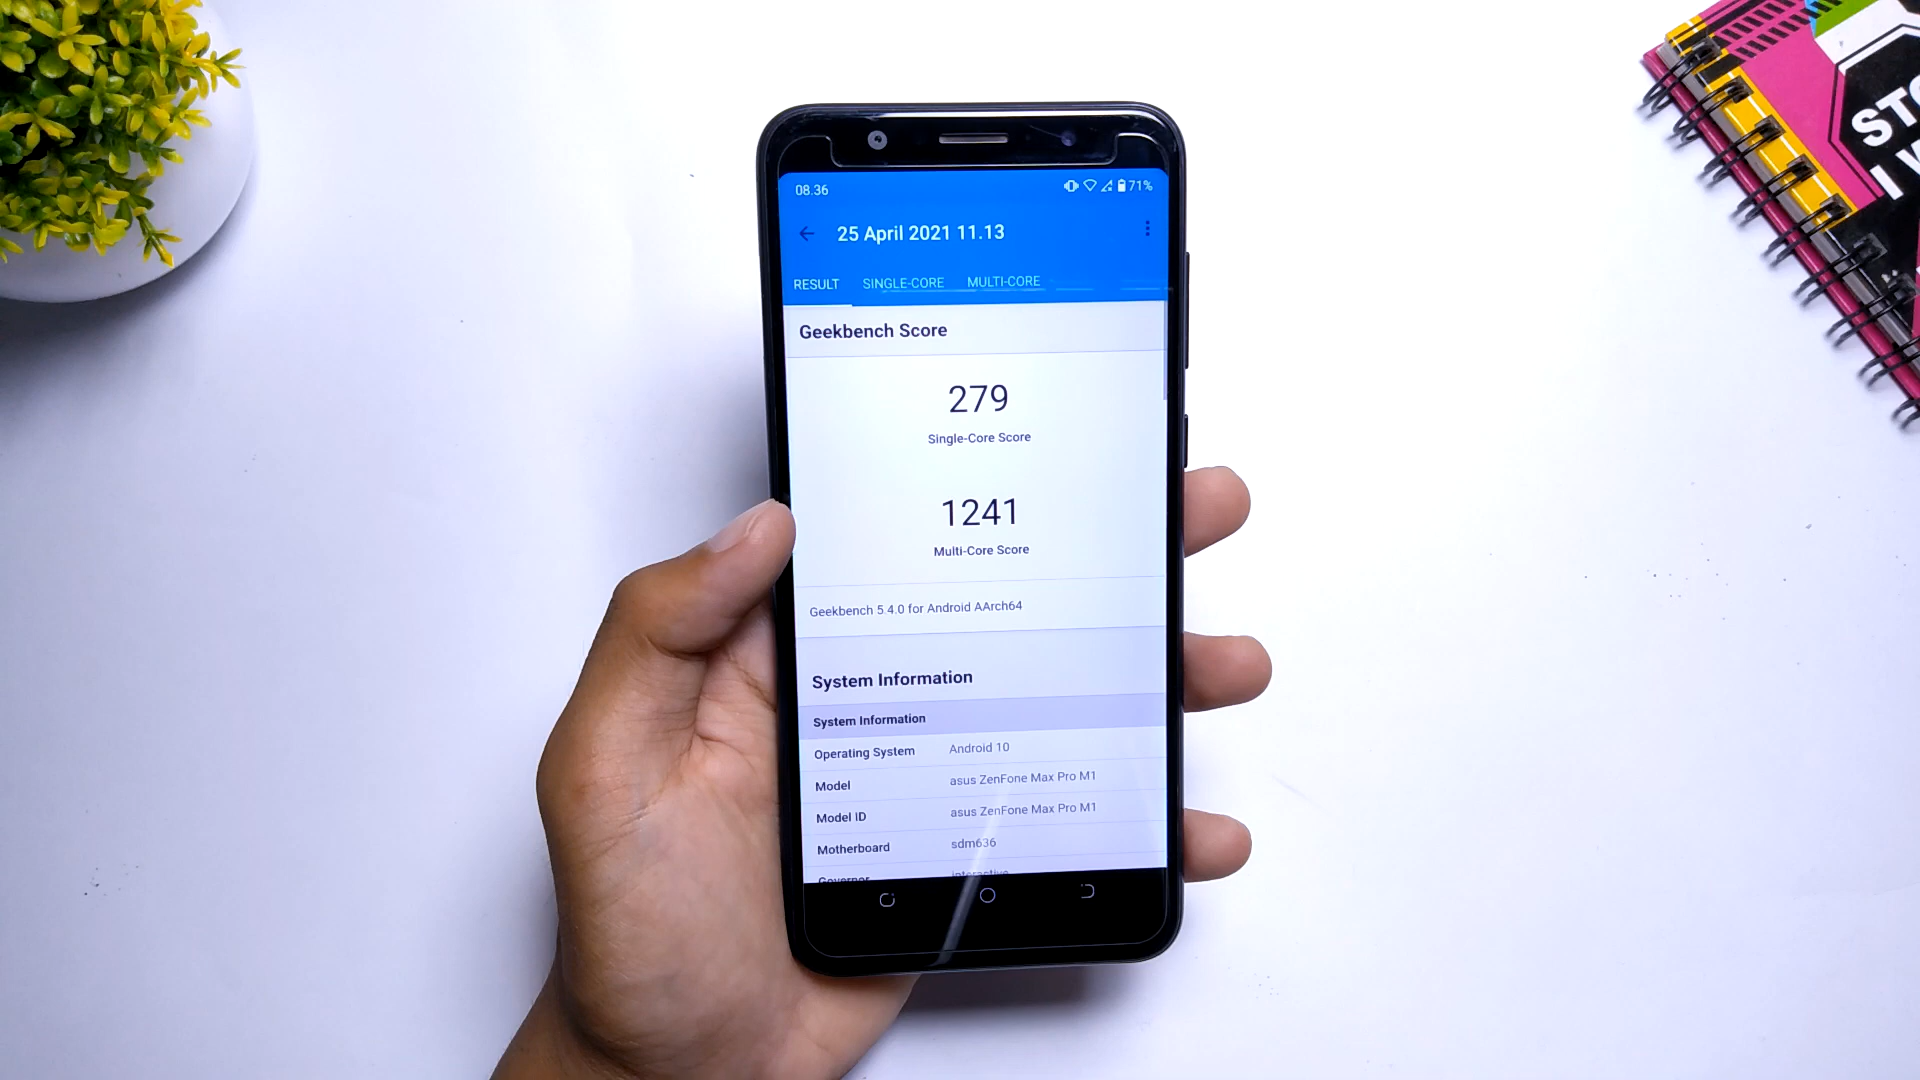 08.36
71%
25 April 2021 11.13
RESULT
SINGLE-CORE
MULTI-CORE
Geekbench Score
279
Single-Core Score
1241
Multi-Core Score
Geekbench 5.4.0 for Android AArch64
System Information
System Information
Operating System Android 10
Model asus ZenFone Max Pro M1
Model ID asus ZenFone Max Pro M1
Motherboard sdm636
Governor interactive
I